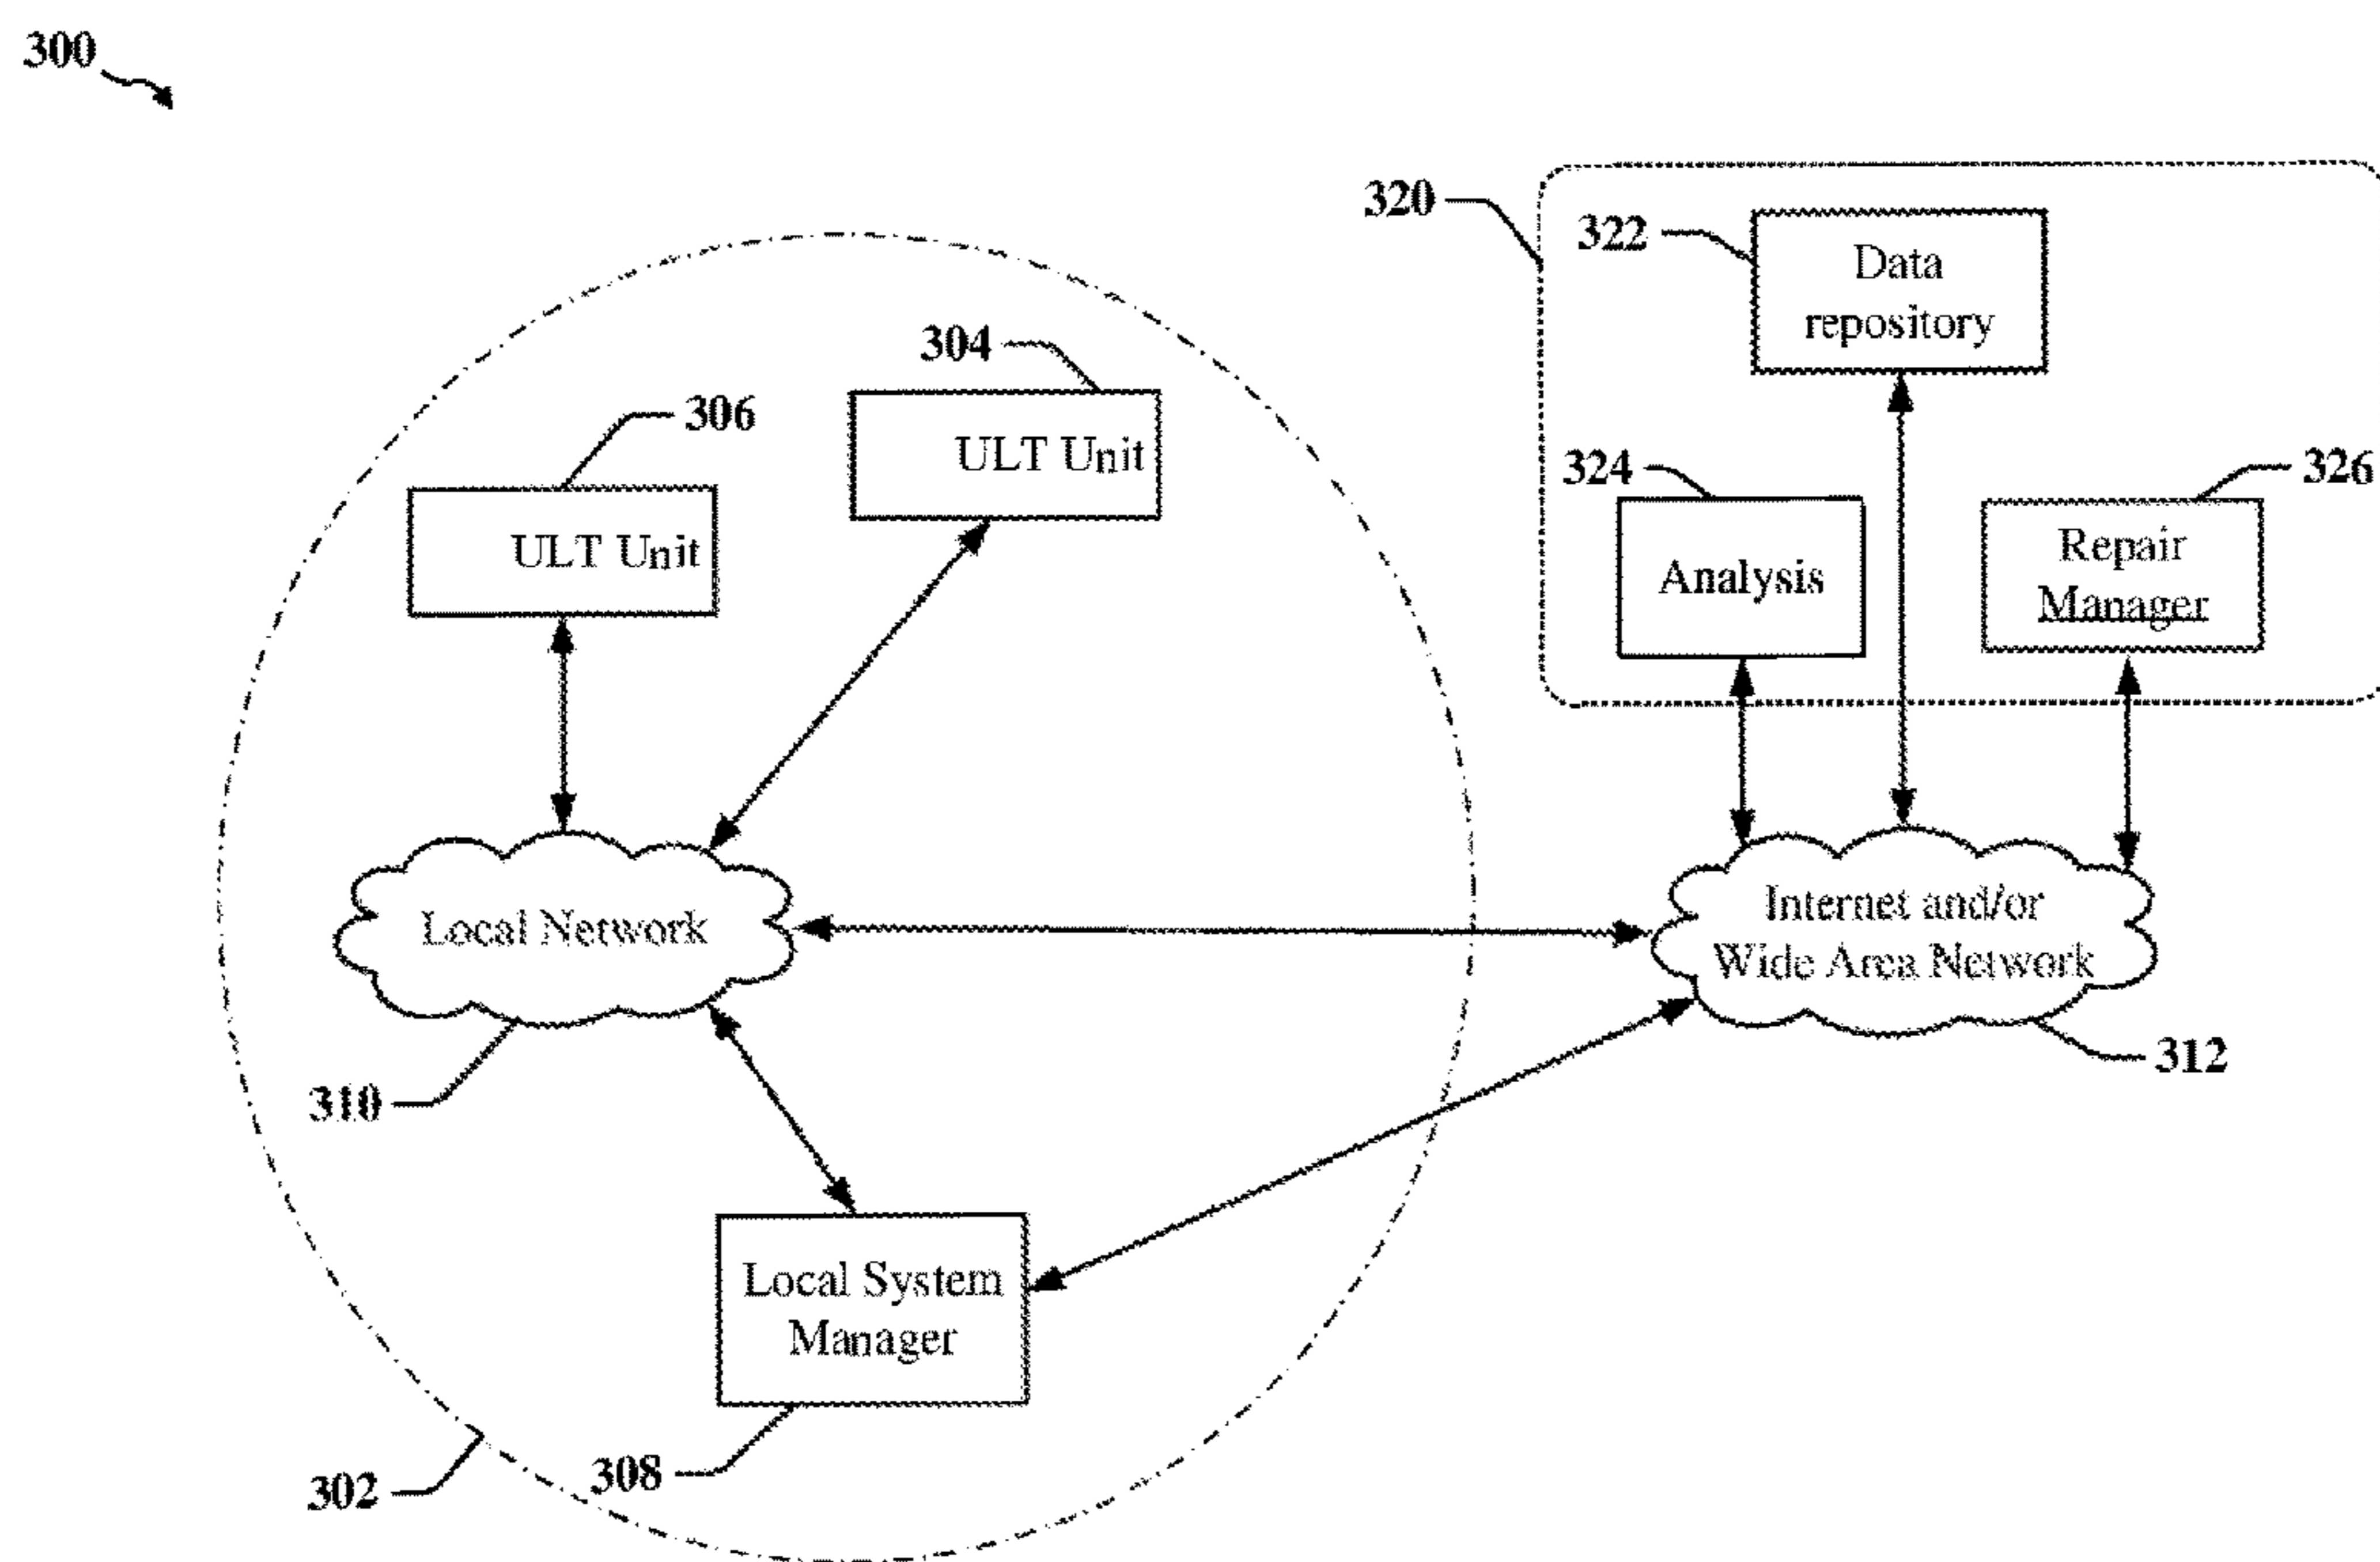 300
320
322
Data
repository
304
ULT Unit
306
ULT Unit
324
Analysis
326
Repair
Manager
Local Network
Internet and/or
Wide Area Network
310
312
Local System
Manager
308
302